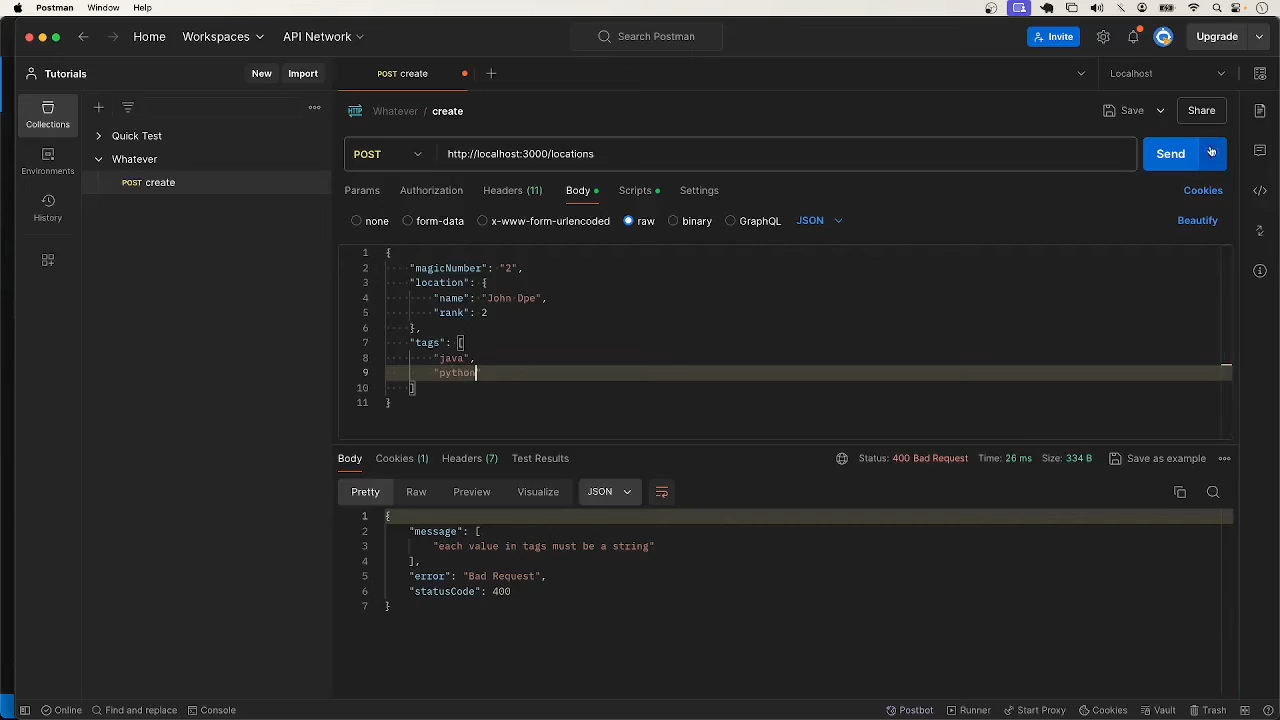 Postman Window Help
Home Workspaces API Network Search Postman Invite Upgrade
Tutorials New Import POST create Localhost
Collections
Environments
History
Quick Test
Whatever
POST create
HTTP Whatever / create Save Share
POST http://localhost:3000/locations Send
Params Authorization Headers (11) Body Scripts Settings Cookies
none form-data x-www-form-urlencoded raw binary GraphQL JSON Beautify
1 {
2 "magicNumber": "2",
3 "location": {
4 "name": "John Dpe",
5 "rank": 2
6 },
7 "tags": [
8 "java",
9 "python"
10 ]
11 }
Body Cookies (1) Headers (7) Test Results Status: 400 Bad Request Time: 26 ms Size: 334 B Save as example
Pretty Raw Preview Visualize JSON
1 {
2 "message": [
3 "each value in tags must be a string"
4 ],
5 "error": "Bad Request",
6 "statusCode": 400
7 }
Online Find and replace Console Postbot Runner Start Proxy Cookies Vault Trash